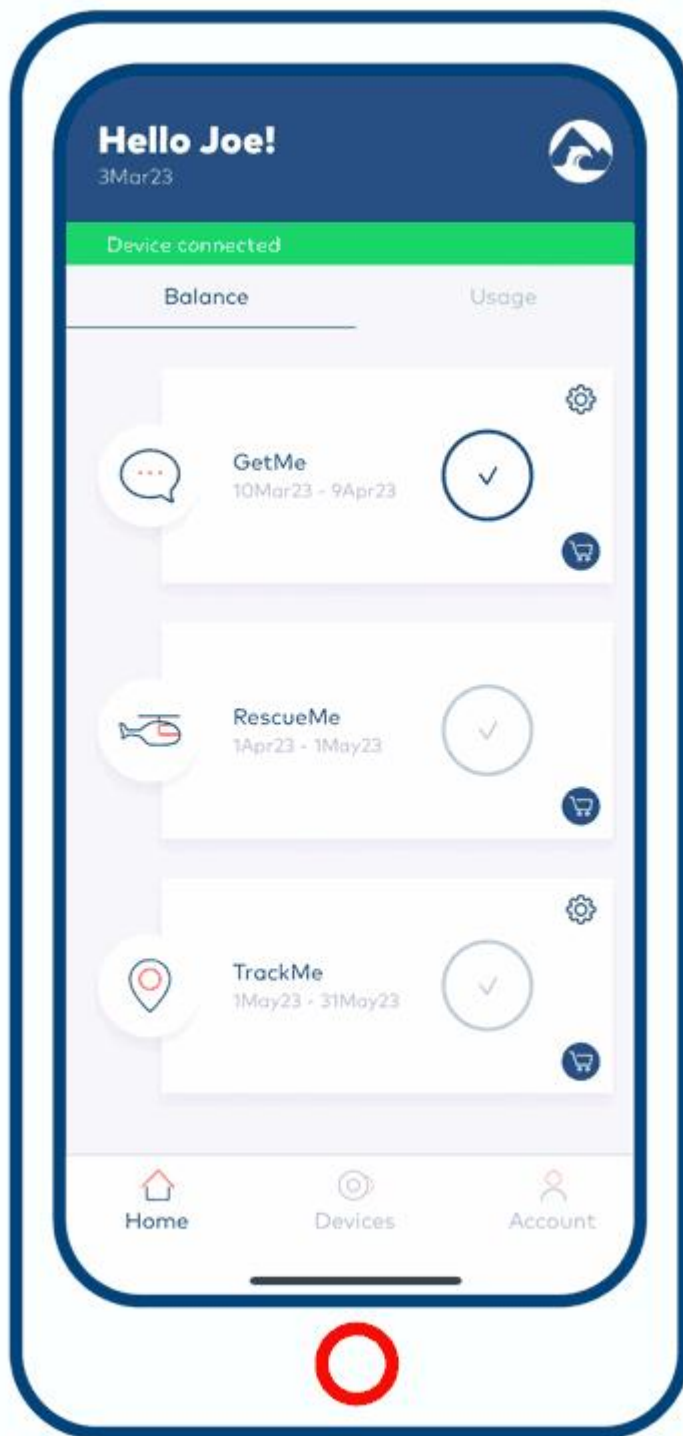 Hello Joe!
3Mar23
Device connected
Balance Usage
GetMe
10Mar23 - 9Apr23
RescueMe
1Apr23 - 1May23
TrackMe
1May23 - 31May23
Home Devices Account